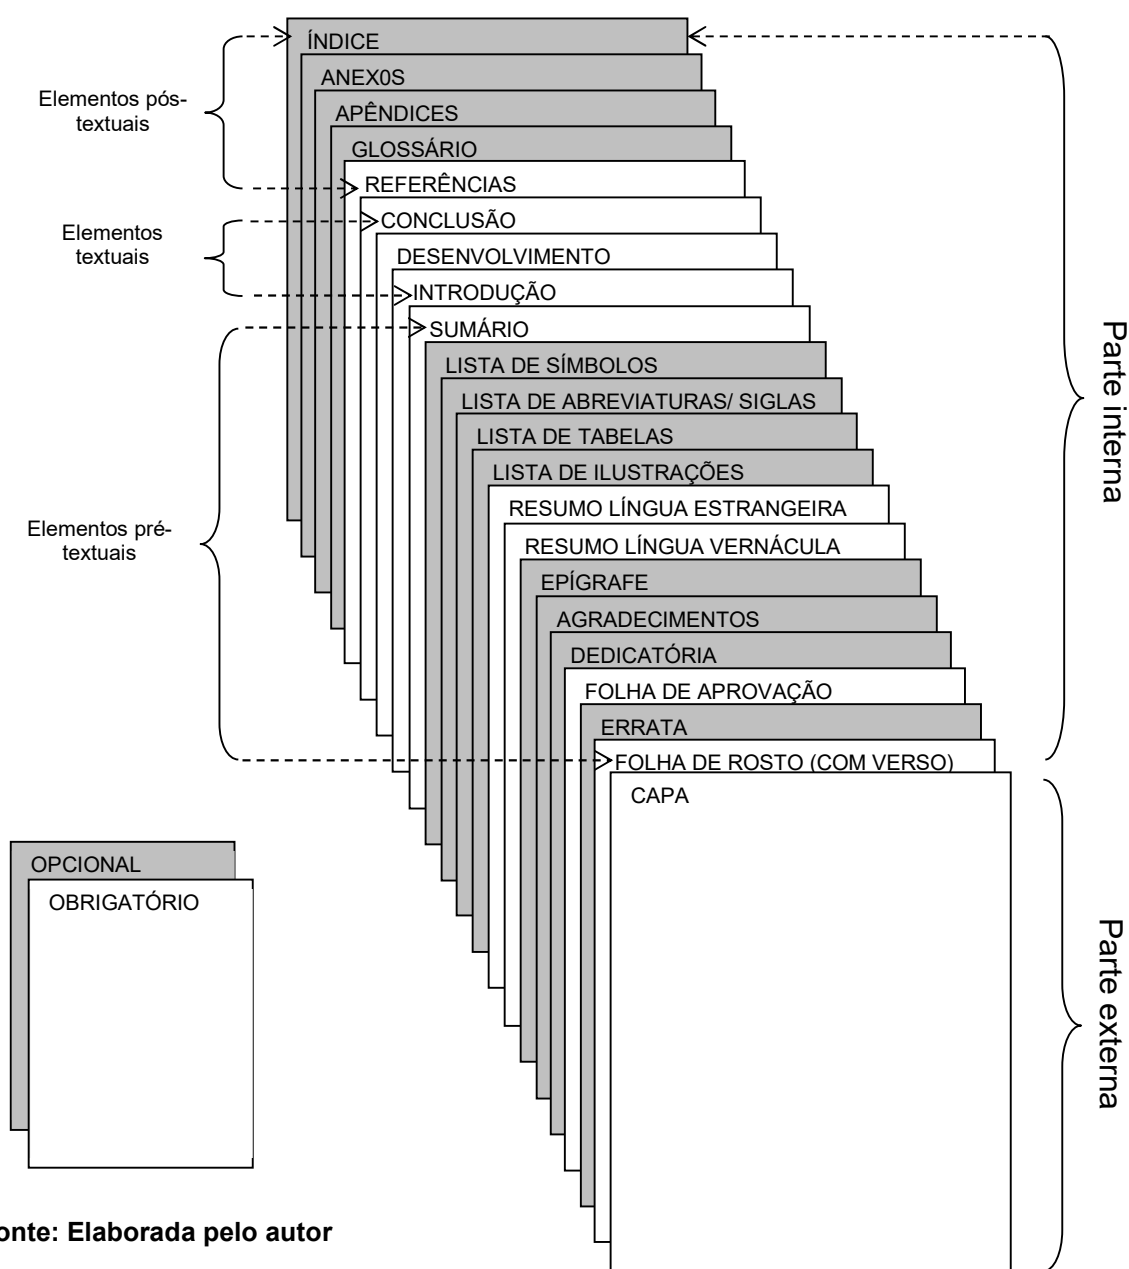 ÍNDICE
ANEX0S
APÊNDICES
GLOSSÁRIO
REFERÊNCIAS
CONCLUSÃO
DESENVOLVIMENTO
INTRODUÇÃO
SUMÁRIO
LISTA DE SÍMBOLOS
LISTA DE ABREVIATURAS/ SIGLAS
LISTA DE TABELAS
LISTA DE ILUSTRAÇÕES
RESUMO LÍNGUA ESTRANGEIRA
RESUMO LÍNGUA VERNÁCULA
EPÍGRAFE
AGRADECIMENTOS
DEDICATÓRIA
FOLHA DE APROVAÇÃO
ERRATA
FOLHA DE ROSTO (COM VERSO)
CAPA
Elementos pós-
textuais
Elementos
textuais
Elementos pré-
textuais
Parte interna
Parte externa
OPCIONAL
OBRIGATÓRIO
onte: Elaborada pelo autor